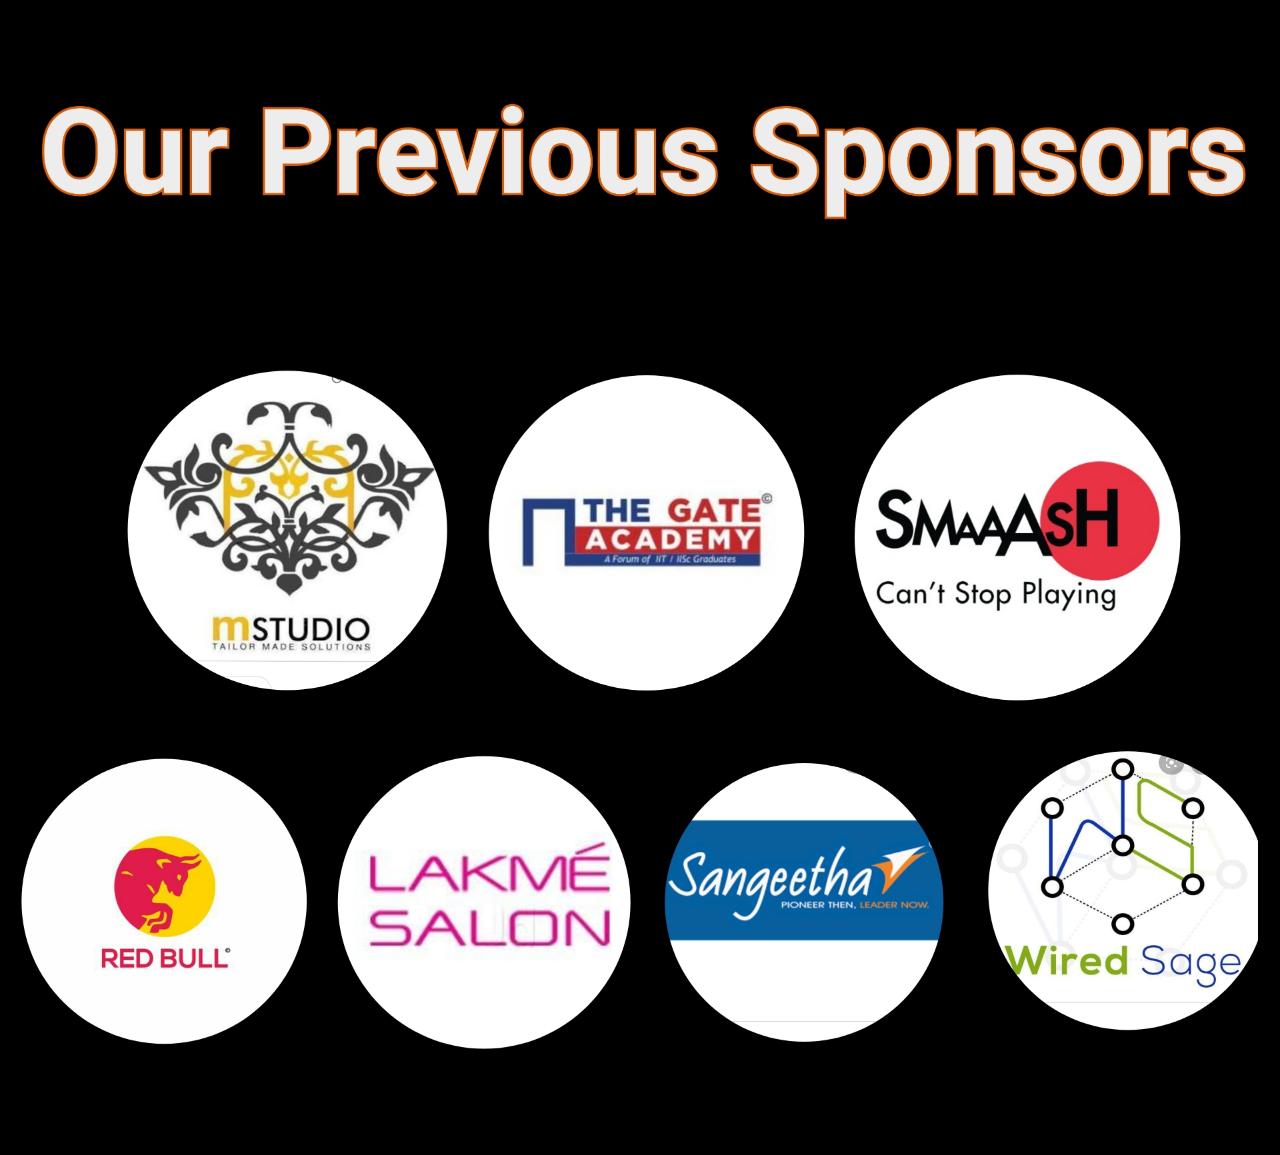 Our Previous Sponsors
mSTUDIO
TAILOR MADE SOLUTIONS
THE GATE©
ACADEMY
A Forum of IIT / IISc Graduates
SMAAASH
Can't Stop Playing
RED BULL©
LAKMÉ
SALON
Sangeetha
PIONEER THEN, LEADER NOW.
Wired Sage